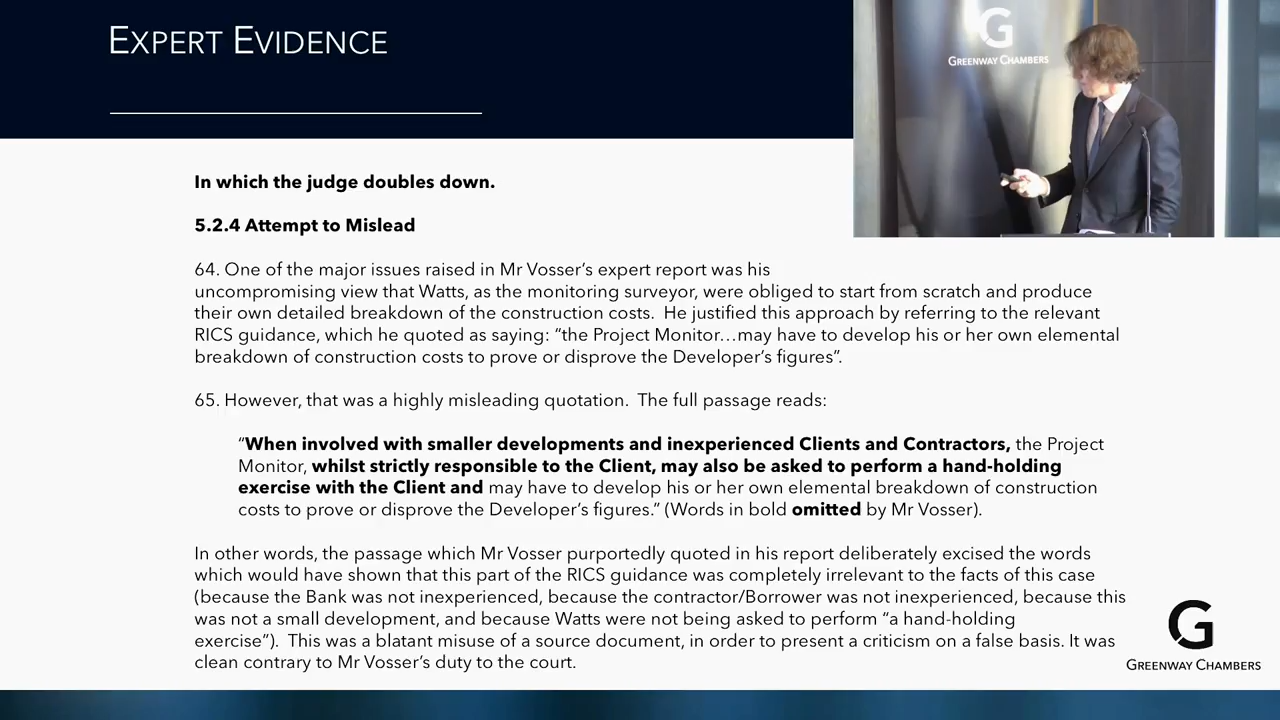 EXPERT EVIDENCE
G
GREENWAY CHAMBERS
In which the judge doubles down.
5.2.4 Attempt to Mislead
64. One of the major issues raised in Mr Vosser’s expert report was his
uncompromising view that Watts, as the monitoring surveyor, were obliged to start from scratch and produce
their own detailed breakdown of the construction costs. He justified this approach by referring to the relevant
RICS guidance, which he quoted as saying: “the Project Monitor…may have to develop his or her own elemental
breakdown of construction costs to prove or disprove the Developer’s figures”.
65. However, that was a highly misleading quotation. The full passage reads:
“When involved with smaller developments and inexperienced Clients and Contractors, the Project
Monitor, whilst strictly responsible to the Client, may also be asked to perform a hand-holding
exercise with the Client and may have to develop his or her own elemental breakdown of construction
costs to prove or disprove the Developer’s figures.” (Words in bold omitted by Mr Vosser).
In other words, the passage which Mr Vosser purportedly quoted in his report deliberately excised the words
which would have shown that this part of the RICS guidance was completely irrelevant to the facts of this case
(because the Bank was not inexperienced, because the contractor/Borrower was not inexperienced, because this
was not a small development, and because Watts were not being asked to perform “a hand-holding
exercise”). This was a blatant misuse of a source document, in order to present a criticism on a false basis. It was
clean contrary to Mr Vosser’s duty to the court.
G
GREENWAY CHAMBERS